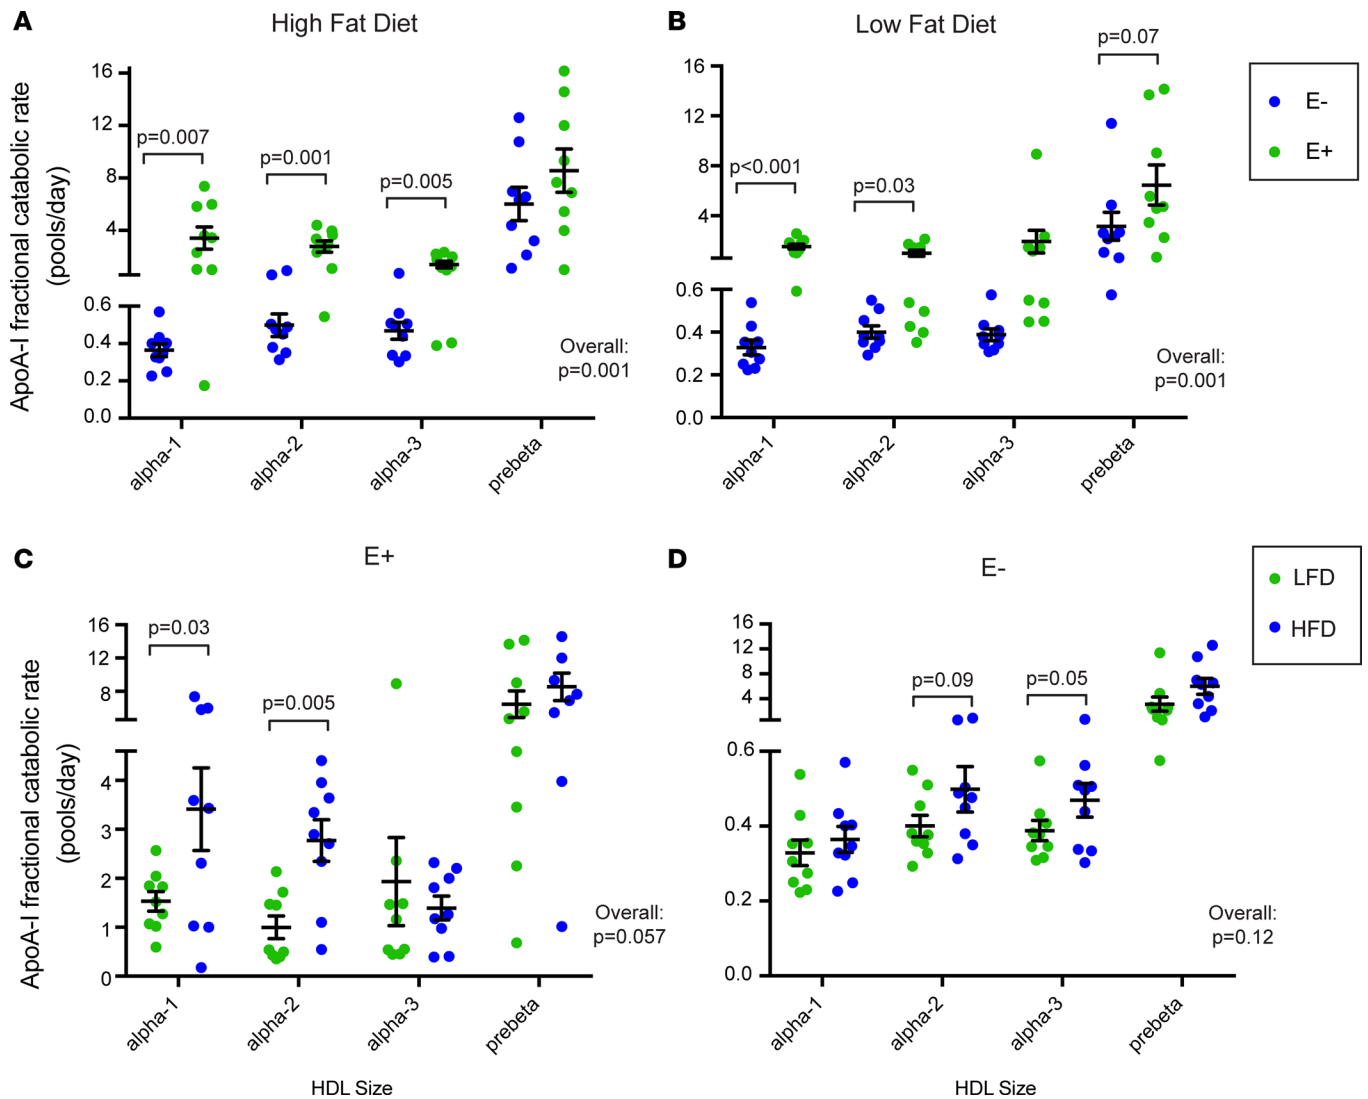 A
High Fat Diet
ApoA-I fractional catabolic rate
(pools/day)
16
12
8
4
0.6
0.4
0.2
0.0
p=0.007
p=0.001
p=0.005
Overall:
p=0.001
alpha-1
alpha-2
alpha-3
prebeta
B
Low Fat Diet
16
12
8
4
0.6
0.4
0.2
0.0
p<0.001
p=0.03
p=0.07
Overall:
p=0.001
alpha-1
alpha-2
alpha-3
prebeta
E-
E+
C
E+
ApoA-I fractional catabolic rate
(pools/day)
16
12
8
4
3
2
1
0
p=0.03
p=0.005
Overall:
p=0.057
alpha-1
alpha-2
alpha-3
prebeta
HDL Size
D
E-
16
12
8
4
0.6
0.4
0.2
0.0
p=0.09
p=0.05
Overall:
p=0.12
alpha-1
alpha-2
alpha-3
prebeta
HDL Size
LFD
HFD